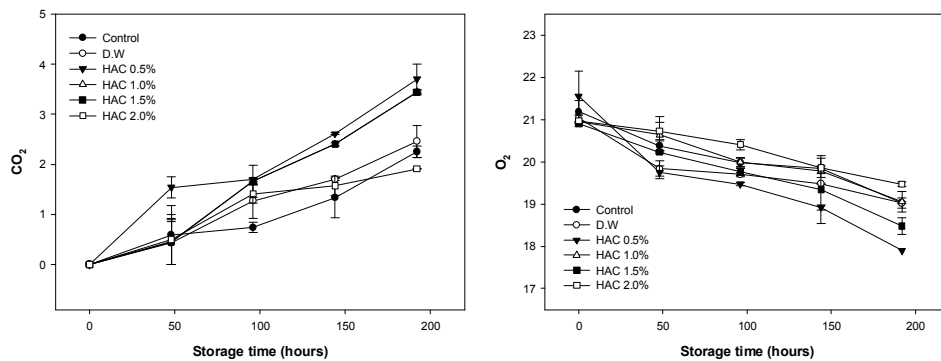 5
4
3
2
1
0
CO2
Control
D.W
HAC 0.5%
HAC 1.0%
HAC 1.5%
HAC 2.0%
0 50 100 150 200
Storage time (hours)
23
22
21
20
19
18
17
O2
Control
D.W
HAC 0.5%
HAC 1.0%
HAC 1.5%
HAC 2.0%
0 50 100 150 200
Storage time (hours)